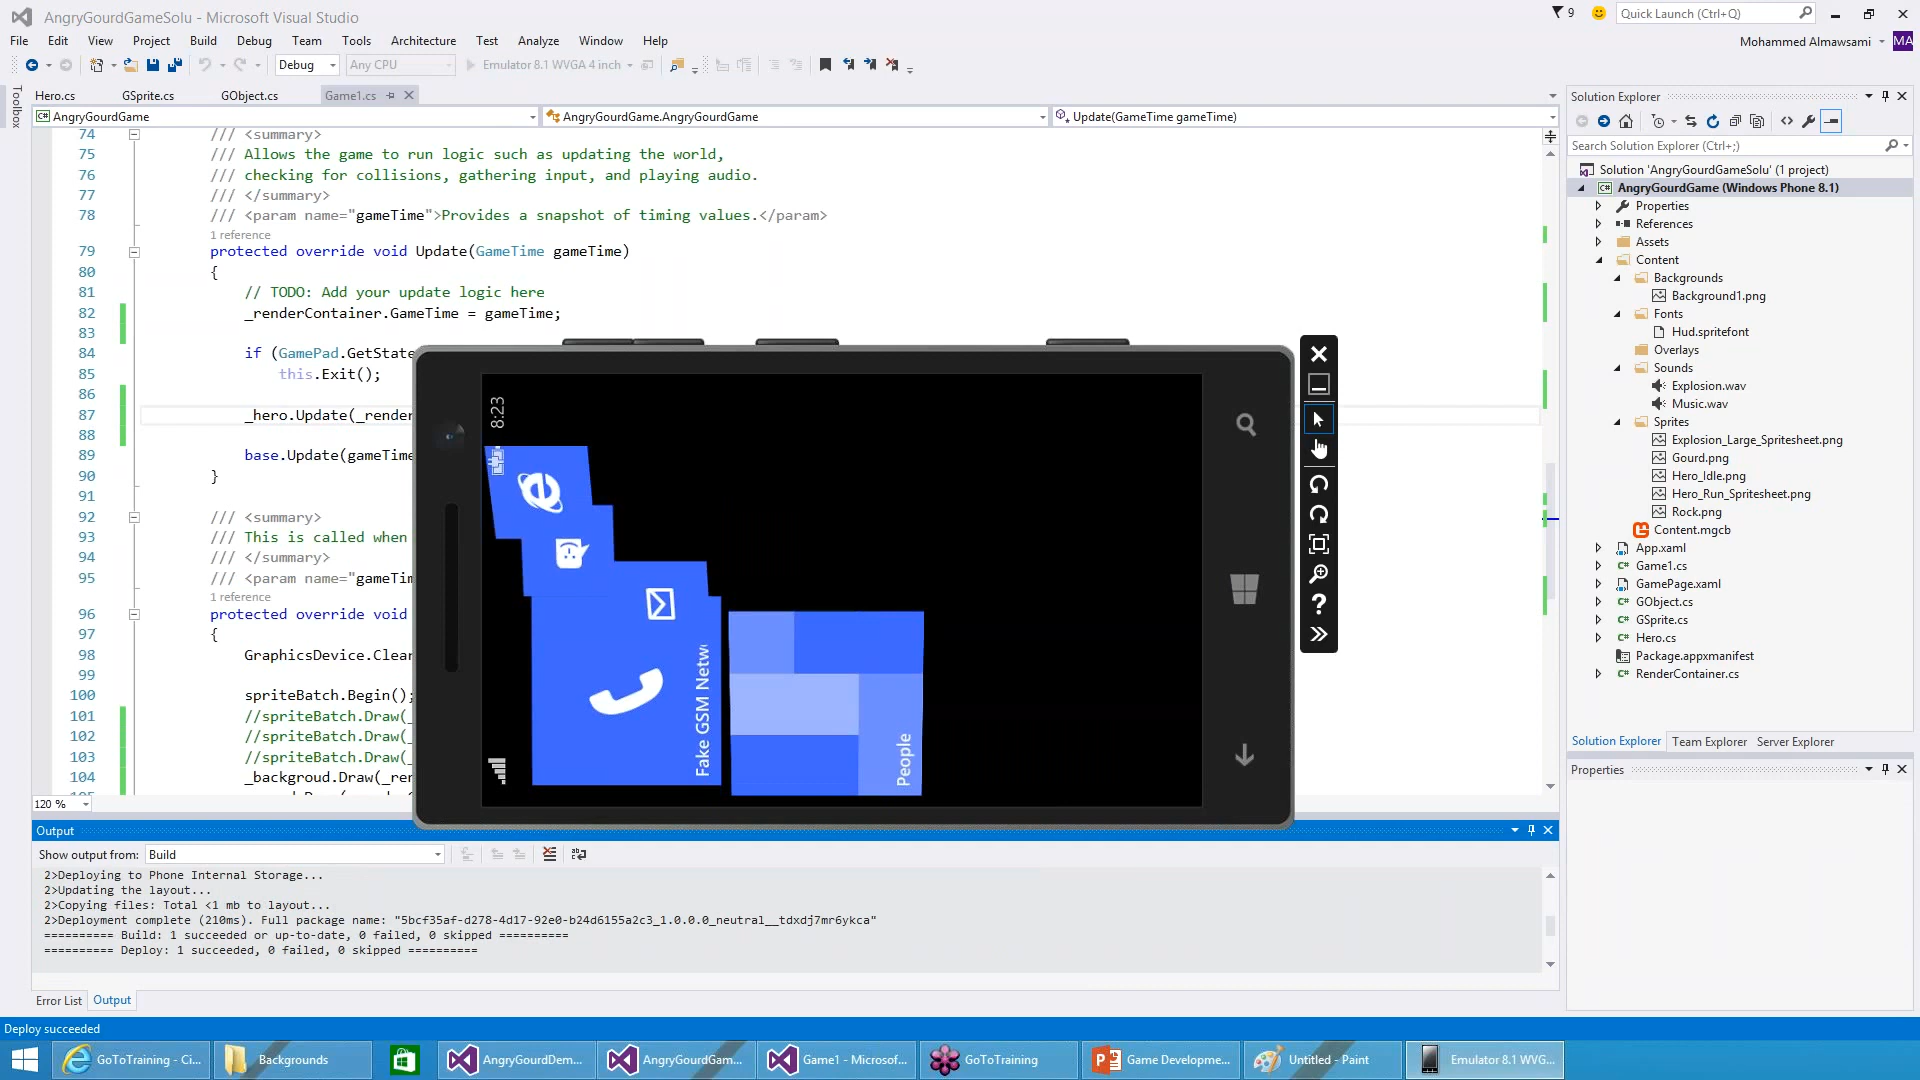 AngryGourdGameSolu - Microsoft Visual Studio
9
Quick Launch (Ctrl+Q)
File Edit View Project Build Debug Team Tools Architecture Test Analyze Window Help
Mohammed Almawsami
MA
Debug
Any CPU
Emulator 8.1 WVGA 4 inch
Toolbox
Hero.cs GSprite.cs GObject.cs Game1.cs
AngryGourdGame
AngryGourdGame.AngryGourdGame
Update(GameTime gameTime)
74 /// <summary>
75 /// Allows the game to run logic such as updating the world,
76 /// checking for collisions, gathering input, and playing audio.
77 /// </summary>
78 /// <param name="gameTime">Provides a snapshot of timing values.</param>
1 reference
79 protected override void Update(GameTime gameTime)
80 {
81 // TODO: Add your update logic here
82 _renderContainer.GameTime = gameTime;
83
84 if (GamePad.GetState
85 this.Exit();
86
87 _hero.Update(_render
88
89 base.Update(gameTime
90 }
91
92 /// <summary>
93 /// This is called when
94 /// </summary>
95 /// <param name="gameTim
1 reference
96 protected override void
97 {
98 GraphicsDevice.Clear
99
100 spriteBatch.Begin();
101 //spriteBatch.Draw(_
102 //spriteBatch.Draw(_
103 //spriteBatch.Draw(_
104 _backgroud.Draw(_ren
120 %
8:23
Fake GSM Netw
People
Solution Explorer
Search Solution Explorer (Ctrl+;)
Solution 'AngryGourdGameSolu' (1 project)
AngryGourdGame (Windows Phone 8.1)
Properties
References
Assets
Content
Backgrounds
Background1.png
Fonts
Hud.spritefont
Overlays
Sounds
Explosion.wav
Music.wav
Sprites
Explosion_Large_Spritesheet.png
Gourd.png
Hero_Idle.png
Hero_Run_Spritesheet.png
Rock.png
Content.mgcb
App.xaml
Game1.cs
GamePage.xaml
GObject.cs
GSprite.cs
Hero.cs
Package.appxmanifest
RenderContainer.cs
Solution Explorer Team Explorer Server Explorer
Properties
Output
Show output from: Build
2>Deploying to Phone Internal Storage...
2>Updating the layout...
2>Copying files: Total <1 mb to layout...
2>Deployment complete (210ms). Full package name: "5bcf35af-d278-4d17-92e0-b24d6155a2c3_1.0.0.0_neutral__tdxdj7mr6ykca"
========== Build: 1 succeeded or up-to-date, 0 failed, 0 skipped ==========
========== Deploy: 1 succeeded, 0 failed, 0 skipped ==========
Error List Output
Deploy succeeded
GoToTraining - Ci...
Backgrounds
AngryGourdDem...
AngryGourdGam...
Game1 - Microsof...
GoToTraining
Game Developme...
Untitled - Paint
Emulator 8.1 WVG...